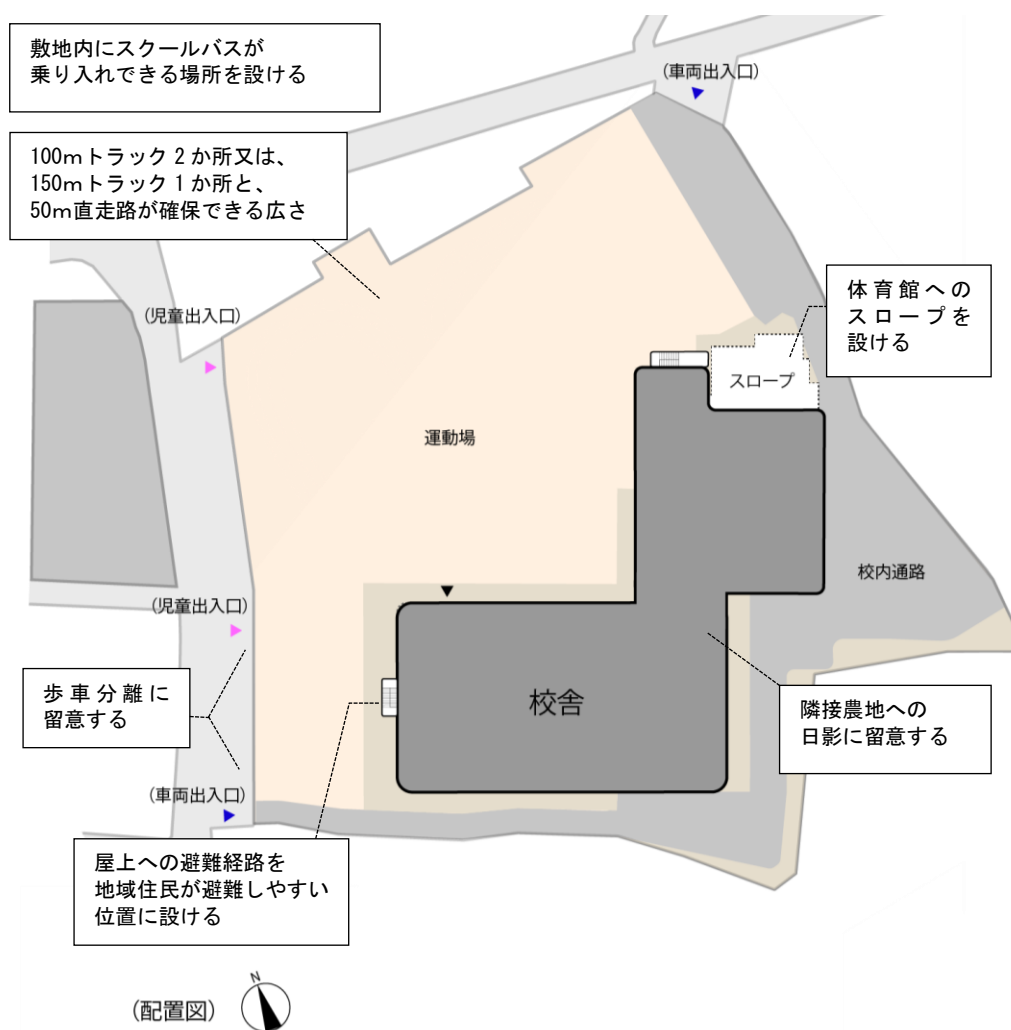 敷地内にスクールバスが
乗り入れできる場所を設ける
(車両出入口)
100mトラック2か所又は、
150mトラック1か所と、
50m直走路が確保できる広さ
体育館への
スロープを
設ける
(児童出入口)
スロープ
運動場
校内通路
(児童出入口)
歩車分離に
留意する
校舎
隣接農地への
日影に留意する
(車両出入口)
屋上への避難経路を
地域住民が避難しやすい
位置に設ける
N
(配置図)